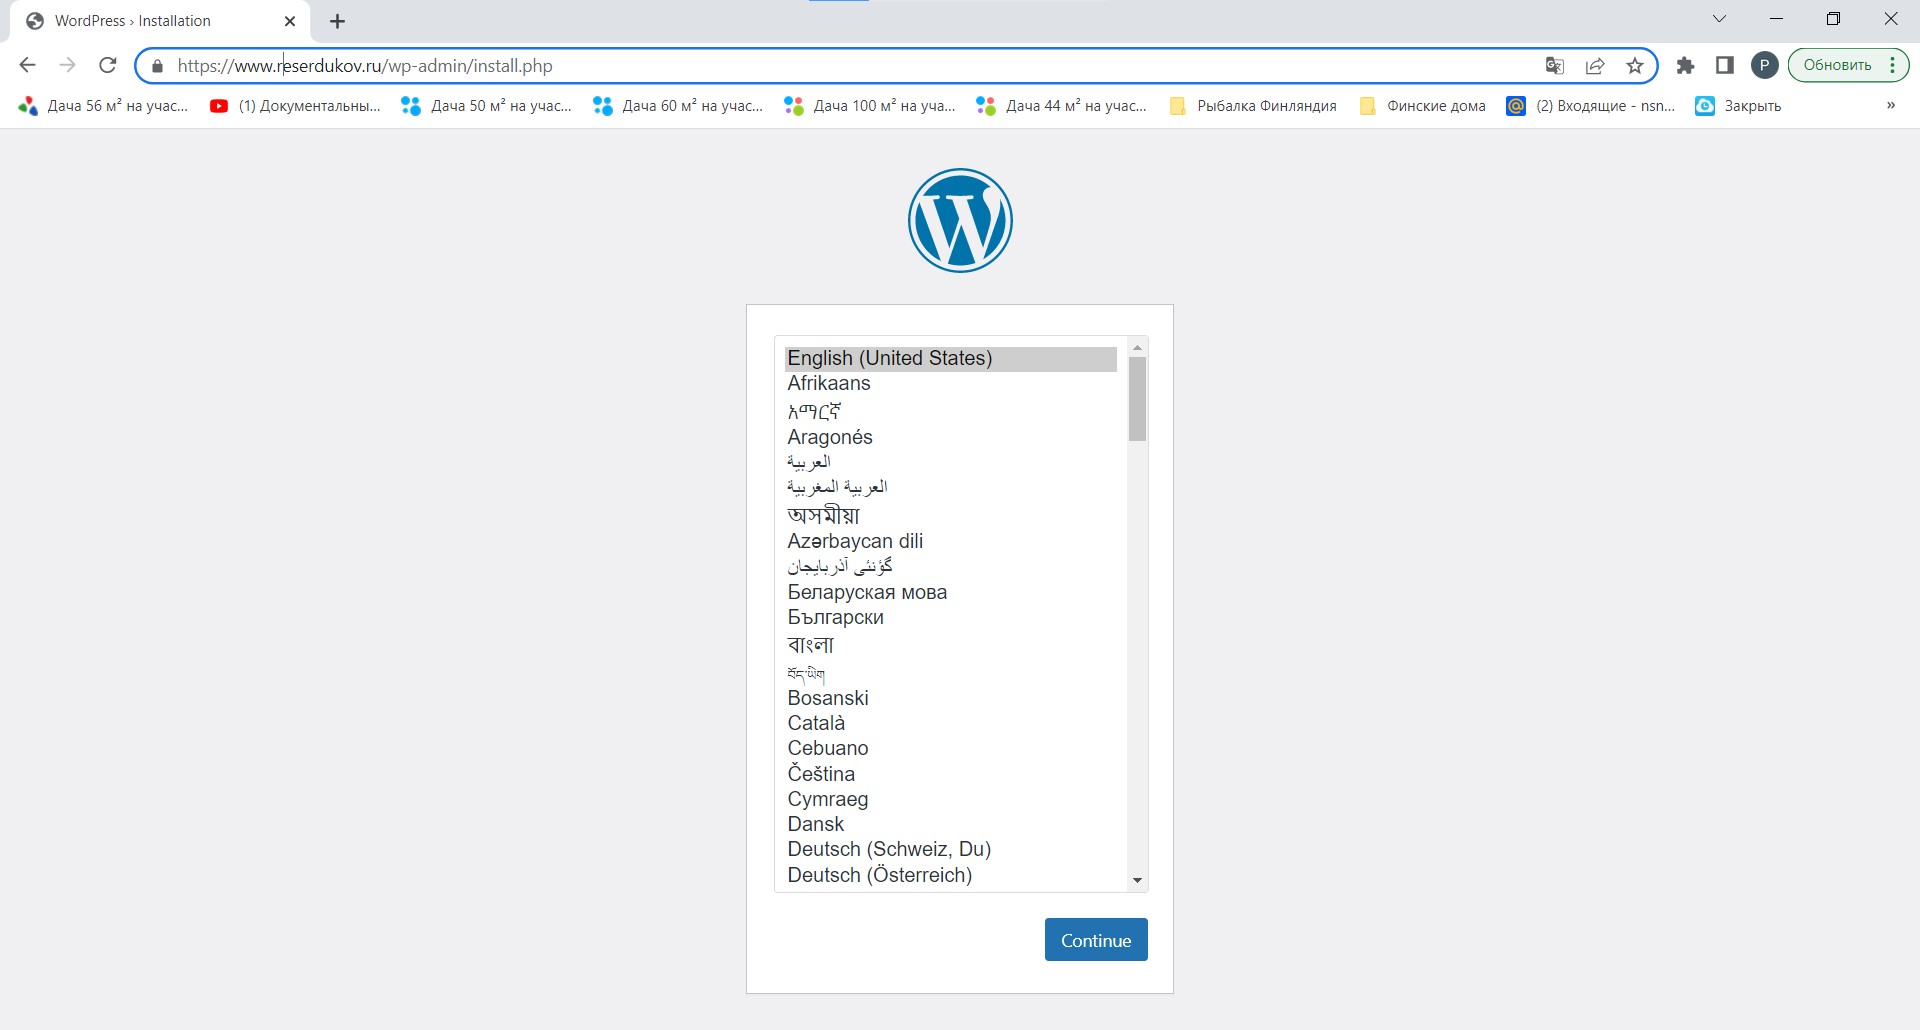 WordPress › Installation
https://www.reserdukov.ru/wp-admin/install.php
P
Обновить
Дача 56 м² на учас...
(1) Документальны...
Дача 50 м² на учас...
Дача 60 м² на учас...
Дача 100 м² на уча...
Дача 44 м² на учас...
Рыбалка Финляндия
Финские дома
(2) Входящие - nsn...
Закрыть
»
English (United States)
Afrikaans
አማርኛ
Aragonés
العربية
العربية المغربية
অসমীয়া
Azərbaycan dili
گؤنئی آذربایجان
Беларуская мова
Български
বাংলা
བོད་ཡིག
Bosanski
Català
Cebuano
Čeština
Cymraeg
Dansk
Deutsch (Schweiz, Du)
Deutsch (Österreich)
Continue